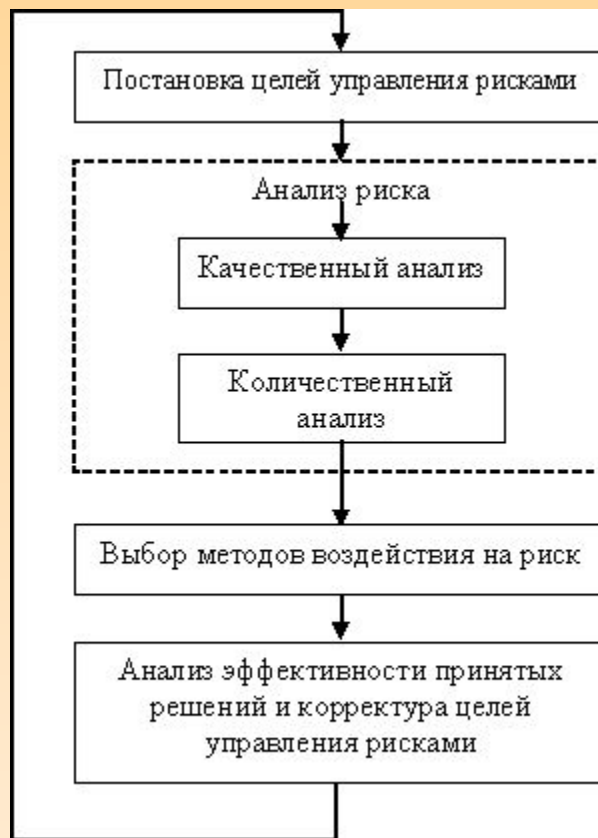 Постановка целей управления рисками
Анализ риска
Качественный анализ
Количественный
анализ
Выбор методов воздействия на риск
Анализ эффективности принятых
решений и корректура целей
управления рисками